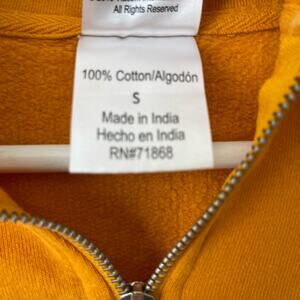 All Rights Reserved
100% Cotton/Algodón
S
Made in India
Hecho en India
RN#71868